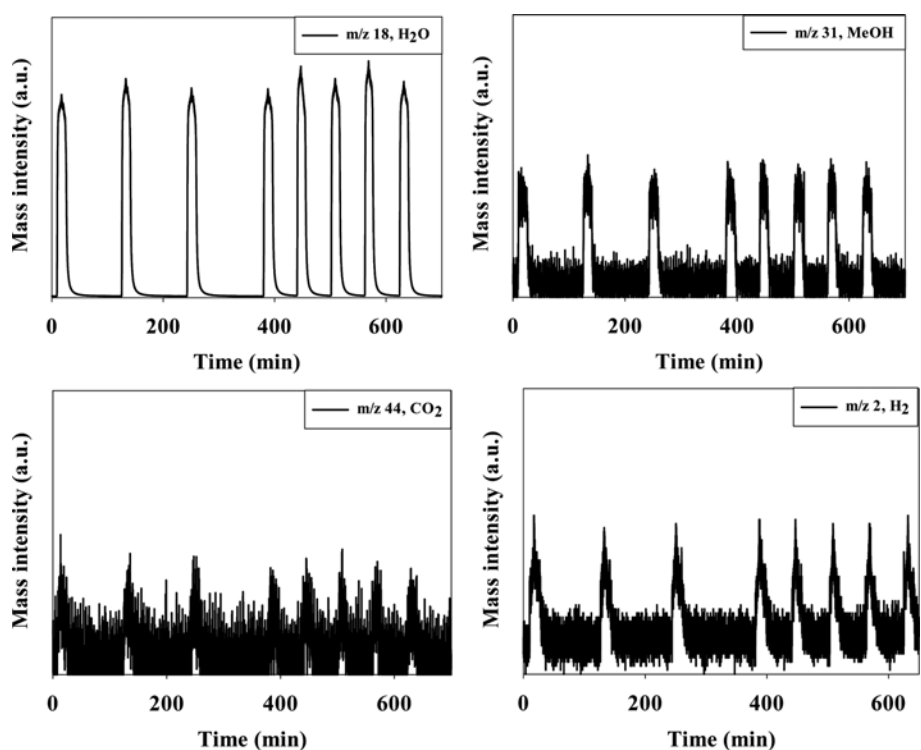 m/z 18, H2O
Mass intensity (a.u.)
0 200 400 600
Time (min)
m/z 31, MeOH
Mass intensity (a.u.)
0 200 400 600
Time (min)
m/z 44, CO2
Mass intensity (a.u.)
0 200 400 600
Time (min)
m/z 2, H2
Mass intensity (a.u.)
0 200 400 600
Time (min)